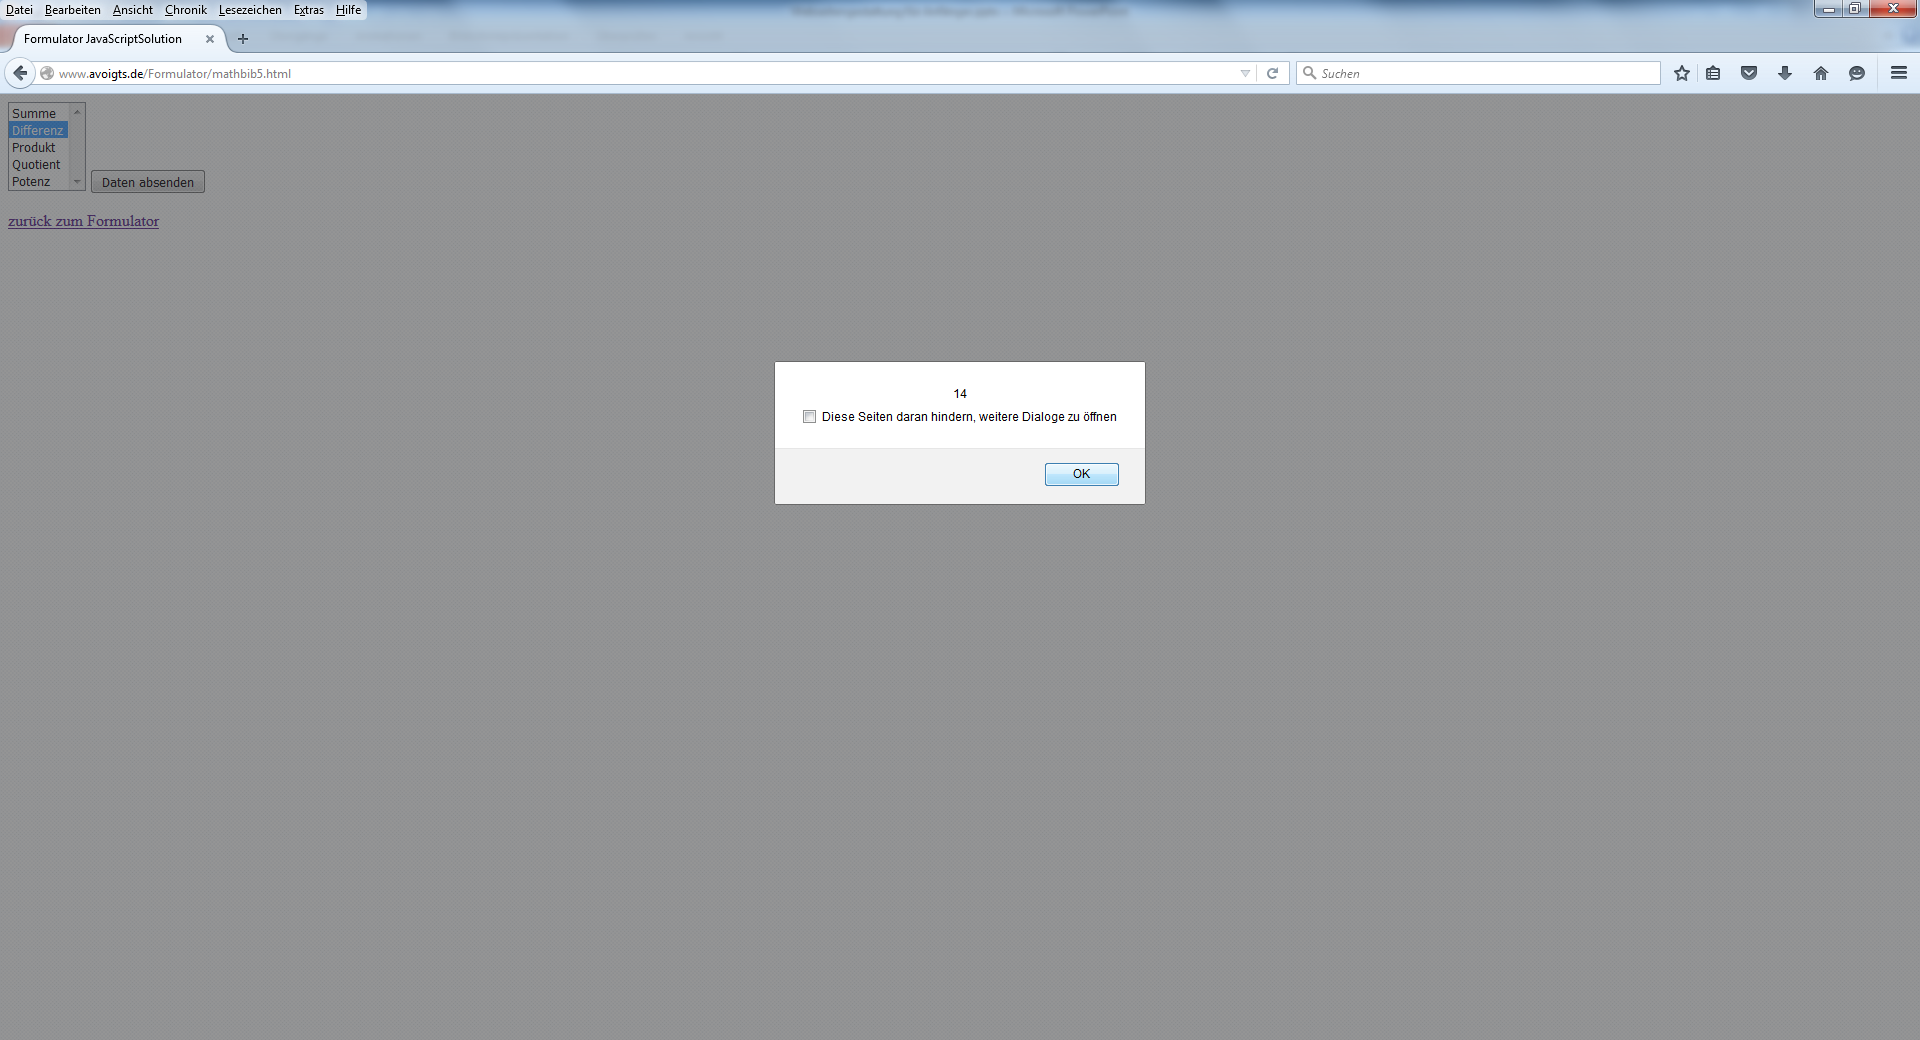 Datei Bearbeiten Ansicht Chronik Lesezeichen Extras Hilfe
Formulator JavaScriptSolution
www.avoigts.de/Formulator/mathbib5.html
Suchen
Summe
Differenz
Produkt
Quotient
Potenz
Daten absenden
zurück zum Formulator
14
Diese Seiten daran hindern, weitere Dialoge zu öffnen
OK